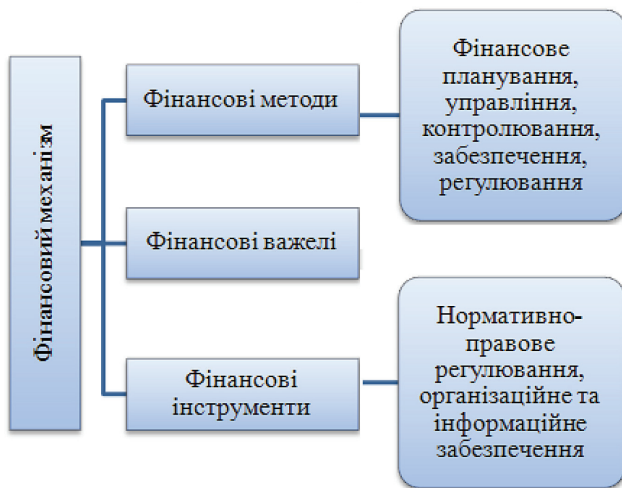 Фінансовий механізм
Фінансові методи
Фінансове
планування,
управління,
контролювання,
забезпечення,
регулювання
Фінансові важелі
Фінансові
інструменти
Нормативно-
правове
регулювання,
організаційне та
інформаційне
забезпечення